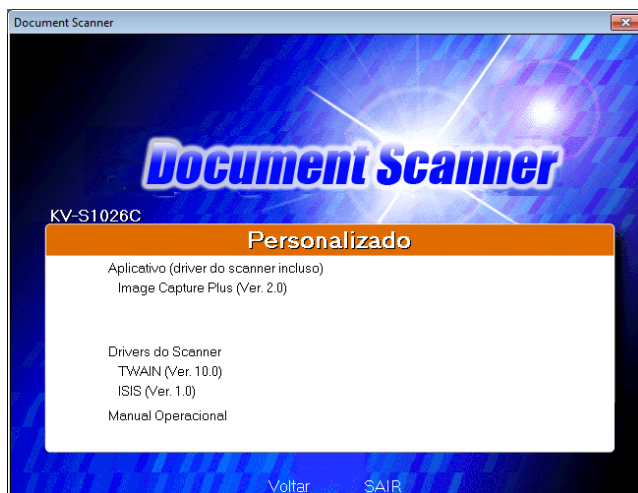 Document Scanner
Document Scanner
KV-S1026C
Personalizado
Aplicativo (driver do scanner incluso)
Image Capture Plus (Ver. 2.0)
Drivers do Scanner
TWAIN (Ver. 10.0)
ISIS (Ver. 1.0)
Manual Operacional
Voltar SAIR